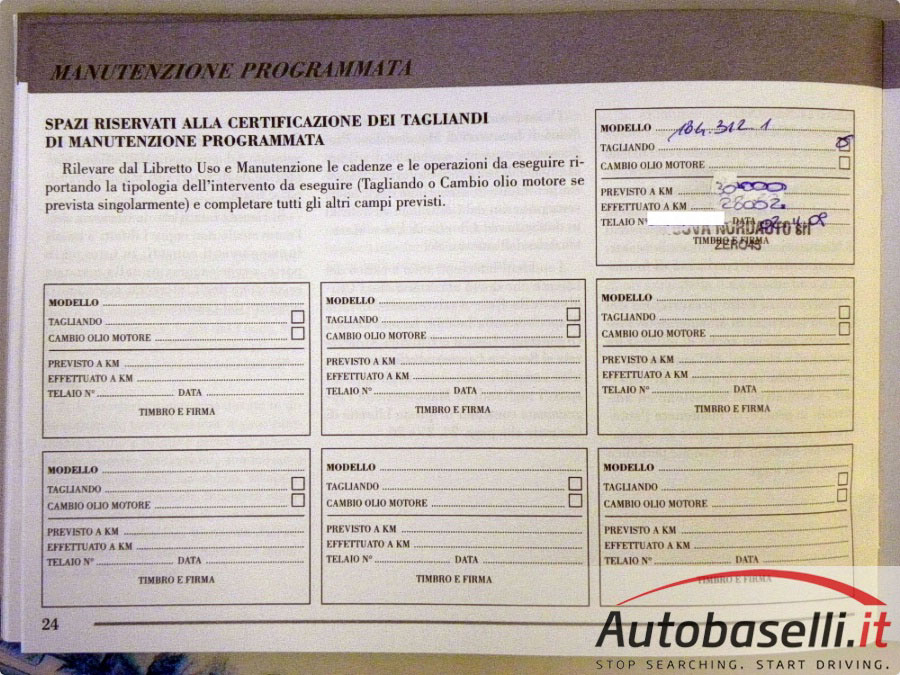 MANUTENZIONE PROGRAMMATA
SPAZI RISERVATI ALLA CERTIFICAZIONE DEI TAGLIANDI
DI MANUTENZIONE PROGRAMMATA
Rilevare dal Libretto Uso e Manutenzione le cadenze e le operazioni da eseguire ri-
portando la tipologia dell'intervento da eseguire (Tagliando o Cambio olio motore se
prevista singolarmente) e completare tutti gli altri campi previsti.
MODELLO 184.312.1
TAGLIANDO
CAMBIO OLIO MOTORE
PREVISTO A KM 30000
EFFETTUATO A KM 28052.
TELAIO N° DATA 02.4.09
NORDAUTO srl
TIMBRO E FIRMA
ZERO43
MODELLO
TAGLIANDO
CAMBIO OLIO MOTORE
PREVISTO A KM
EFFETTUATO A KM
TELAIO N° DATA
TIMBRO E FIRMA
MODELLO
TAGLIANDO
CAMBIO OLIO MOTORE
PREVISTO A KM
EFFETTUATO A KM
TELAIO N° DATA
TIMBRO E FIRMA
MODELLO
TAGLIANDO
CAMBIO OLIO MOTORE
PREVISTO A KM
EFFETTUATO A KM
TELAIO N° DATA
TIMBRO E FIRMA
MODELLO
TAGLIANDO
CAMBIO OLIO MOTORE
PREVISTO A KM
EFFETTUATO A KM
TELAIO N° DATA
TIMBRO E FIRMA
MODELLO
TAGLIANDO
CAMBIO OLIO MOTORE
PREVISTO A KM
EFFETTUATO A KM
TELAIO N° DATA
TIMBRO E FIRMA
MODELLO
TAGLIANDO
CAMBIO OLIO MOTORE
PREVISTO A KM
EFFETTUATO A KM
TELAIO N° DATA
TIMBRO E FIRMA
24
Autobaselli.it
STOP SEARCHING. START DRIVING.